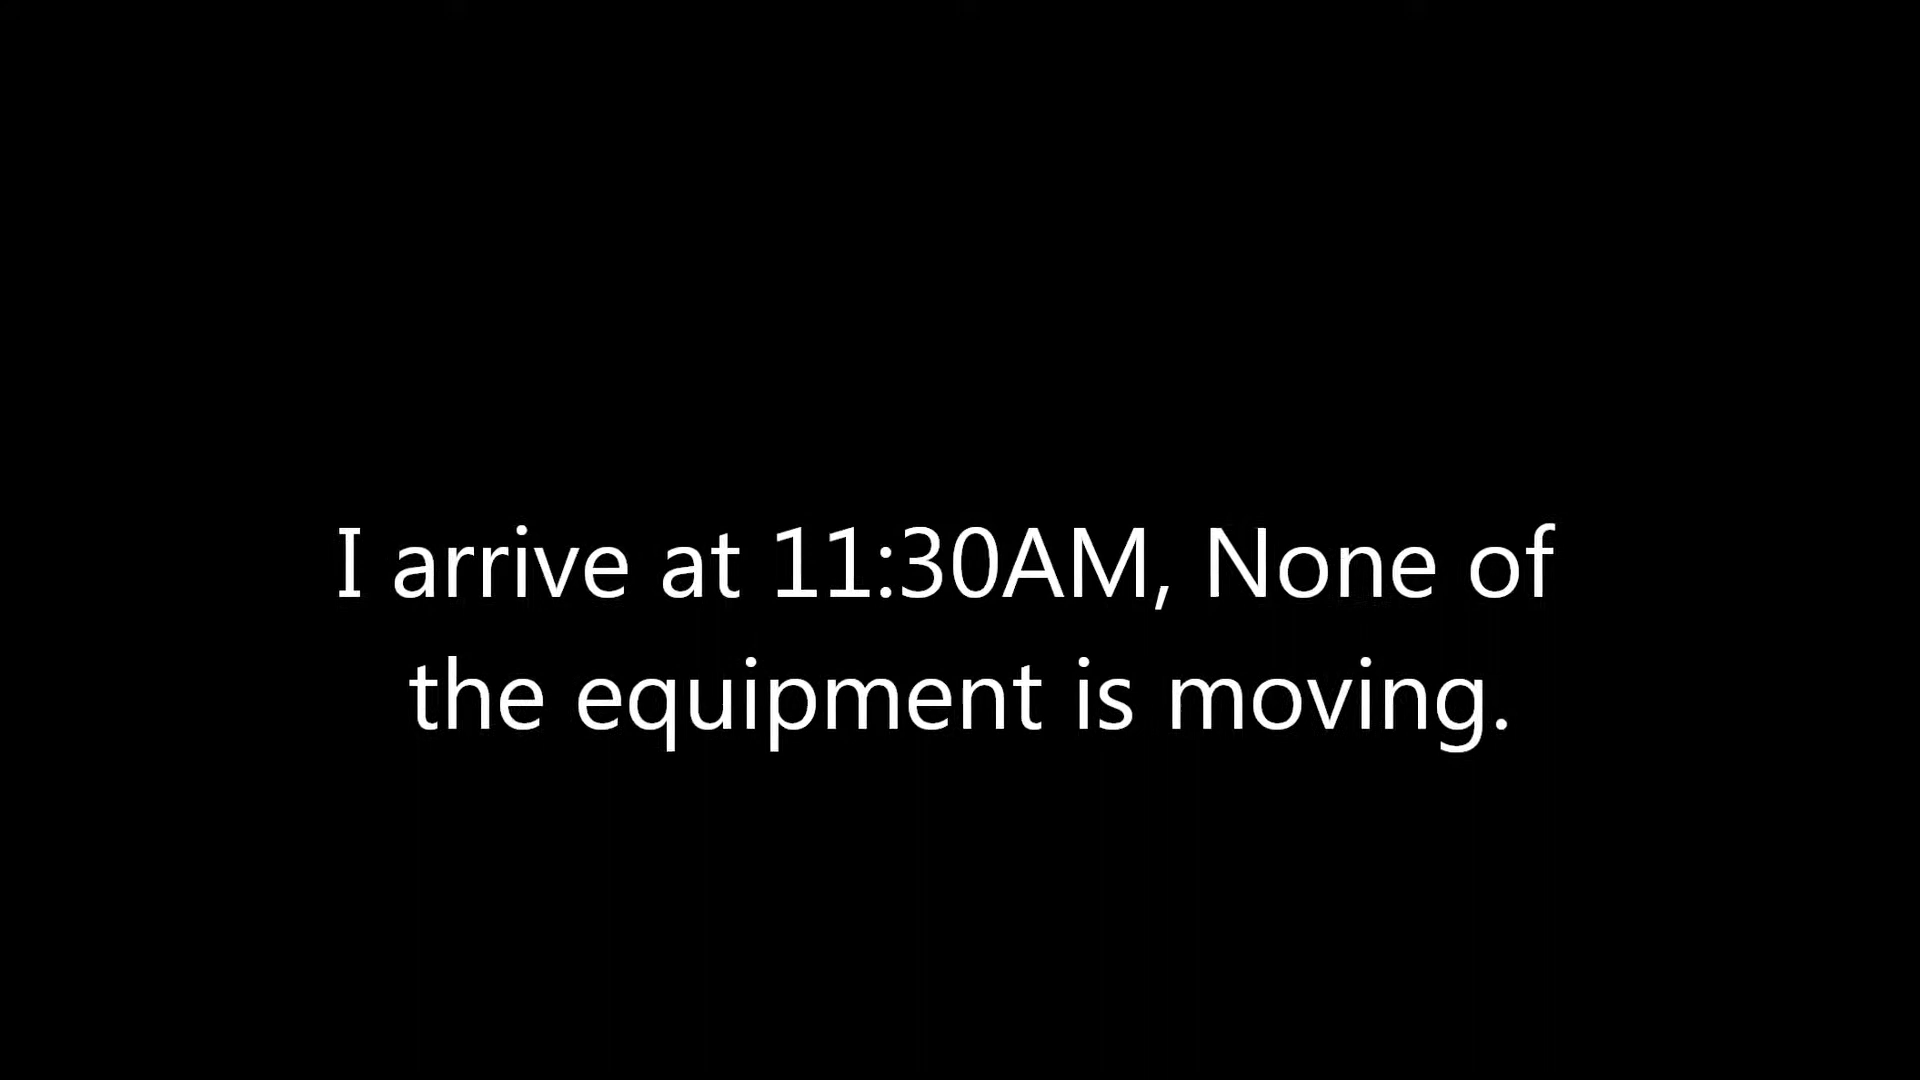 I arrive at 11:30AM, None of
the equipment is moving.